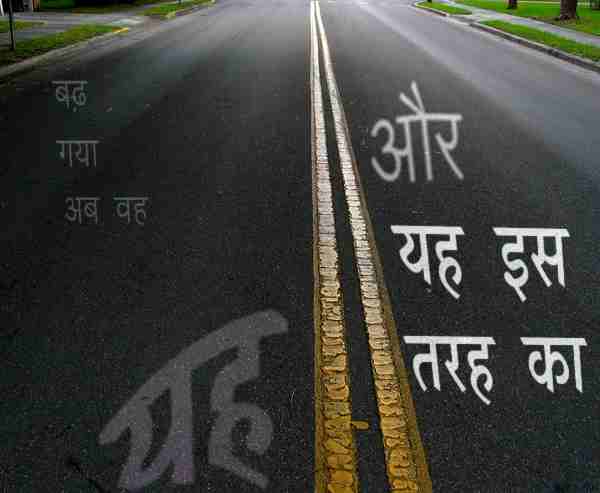 बढ़
गया
अब वह
यह
और
यह इस
तरह का